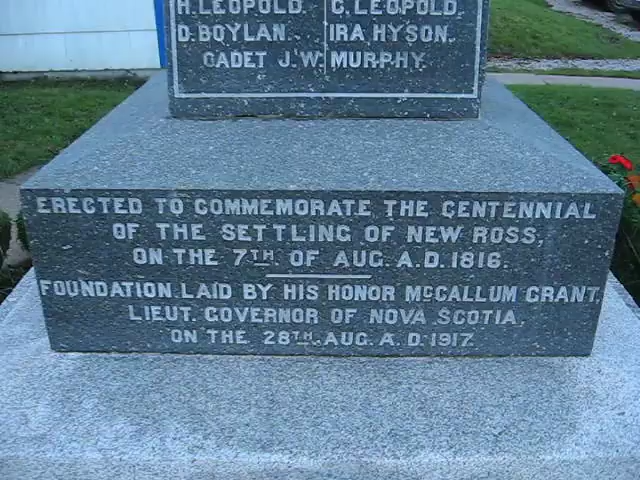 H. LEOPOLD. C. LEOPOLD.
D. BOYLAN. IRA. HYSON.
CADET J. W. MURPHY.
ERECTED TO COMMEMORATE THE CENTENNIAL
OF THE SETTLING OF NEW ROSS,
ON THE 7TH. OF AUG. A.D. 1816.
FOUNDATION LAID BY HIS HONOR McCALLUM GRANT,
LIEUT. GOVERNOR OF NOVA SCOTIA,
ON THE 28TH. AUG. A.D. 1917.